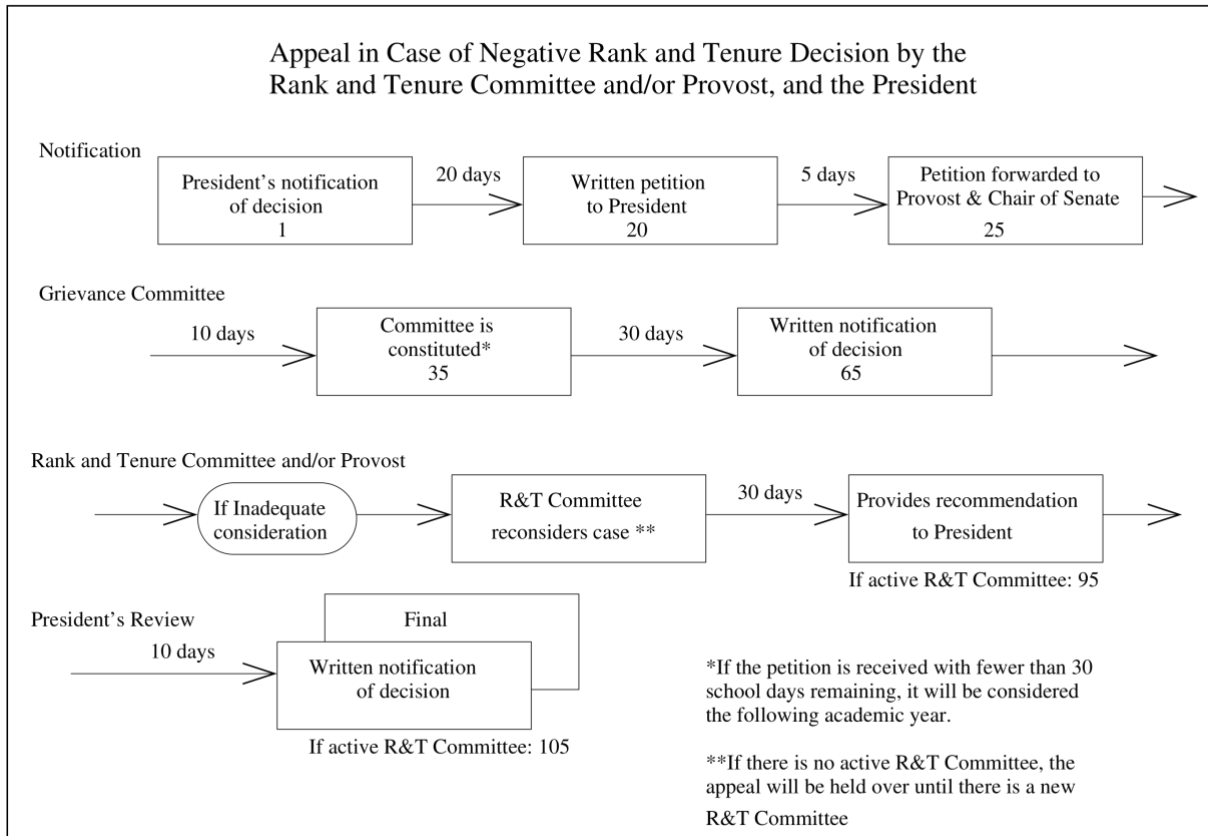 Appeal in Case of Negative Rank and Tenure Decision by the
Rank and Tenure Committee and/or Provost, and the President
Notification
President's notification
of decision
1
20 days
Written petition
to President
20
5 days
Petition forwarded to
Provost & Chair of Senate
25
Grievance Committee
10 days
Committee is
constituted*
35
30 days
Written notification
of decision
65
Rank and Tenure Committee and/or Provost
If Inadequate
consideration
R&T Committee
reconsiders case **
30 days
Provides recommendation
to President
If active R&T Committee: 95
President's Review
10 days
Final
Written notification
of decision
If active R&T Committee: 105
*If the petition is received with fewer than 30
school days remaining, it will be considered
the following academic year.
**If there is no active R&T Committee, the
appeal will be held over until there is a new
R&T Committee